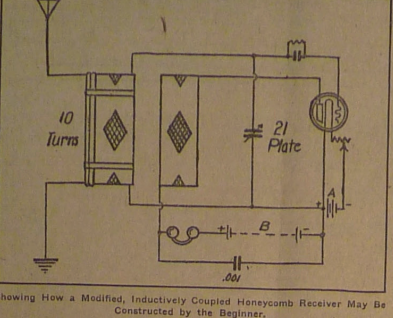 10
Turns
21
Plate
A
+ -
+ B -
.001
howing How a Modified, Inductively Coupled Honeycomb Receiver May Be
Constructed by the Beginner.